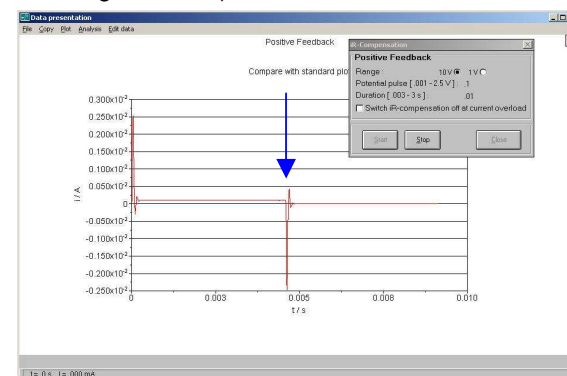 Data presentation
File Copy Plot Analysis Edit data
Positive Feedback
Compare with standard plot
iR-Compensation
Positive Feedback
Range : 10 V 1 V
Potential pulse [ .001 - 2.5 V ] : .1
Duration [ .003 - 3 s ] : .01
Switch iR-compensation off at current overload
Start Stop Close
0.300x10-2
0.250x10-2
0.200x10-2
0.150x10-2
0.100x10-2
0.050x10-2
0
-0.050x10-2
-0.100x10-2
-0.150x10-2
-0.200x10-2
-0.250x10-2
i / A
0 0.003 0.005 0.008 0.010
t / s
t= 0 s i= .000 mA